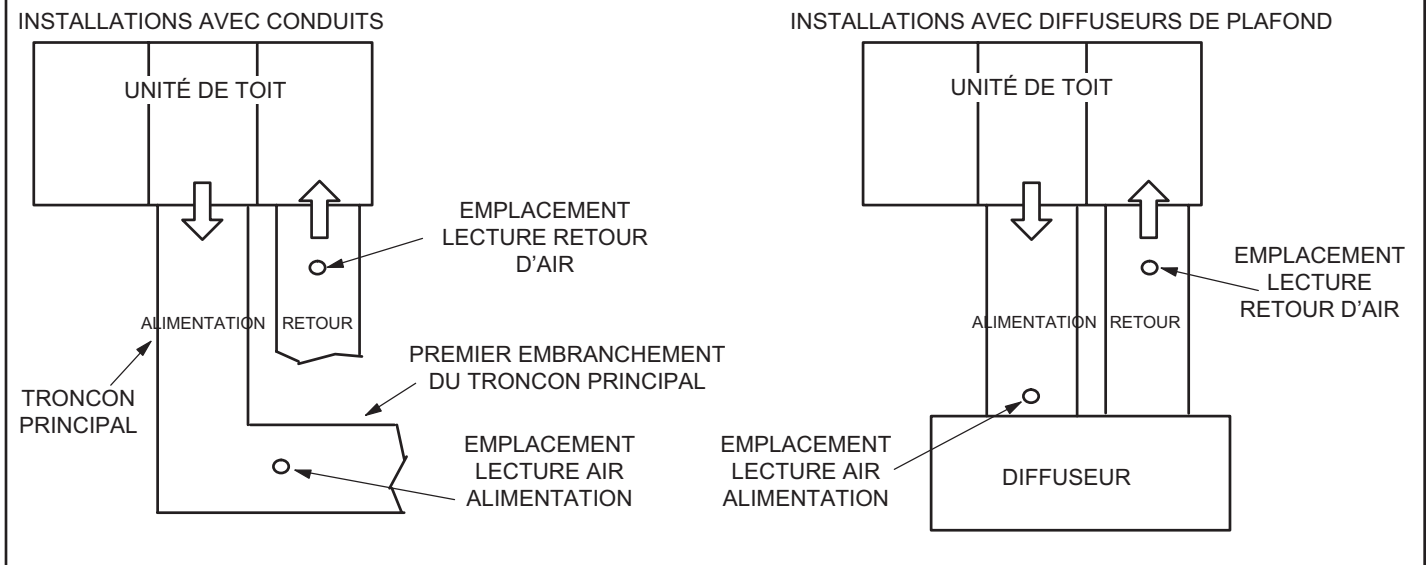 INSTALLATIONS AVEC CONDUITS
UNITÉ DE TOIT
EMPLACEMENT
LECTURE RETOUR
D'AIR
ALIMENTATION
RETOUR
PREMIER EMBRANCHEMENT
DU TRONCON PRINCIPAL
TRONCON
PRINCIPAL
EMPLACEMENT
LECTURE AIR
ALIMENTATION
INSTALLATIONS AVEC DIFFUSEURS DE PLAFOND
UNITÉ DE TOIT
EMPLACEMENT
LECTURE
RETOUR D'AIR
ALIMENTATION
RETOUR
EMPLACEMENT
LECTURE AIR
ALIMENTATION
DIFFUSEUR